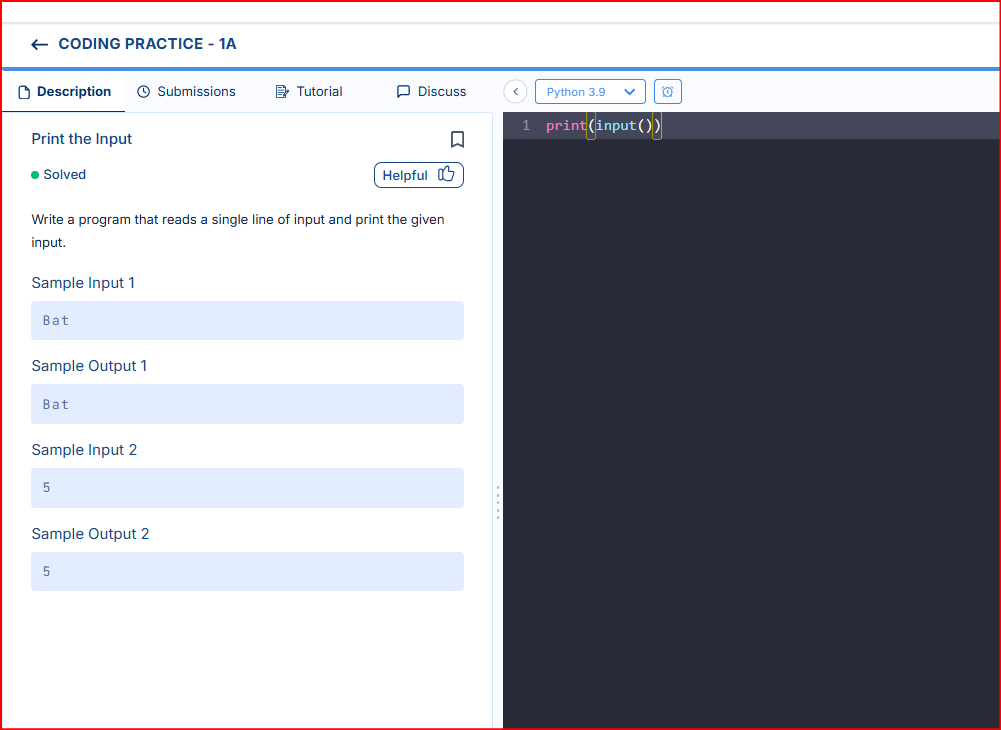 CODING PRACTICE - 1A
Description
Submissions
Tutorial
Discuss
Python 3.9
Print the Input
Solved
Helpful
Write a program that reads a single line of input and print the given
input.
Sample Input 1
Bat
Sample Output 1
Bat
Sample Input 2
5
Sample Output 2
5
1 print(input())